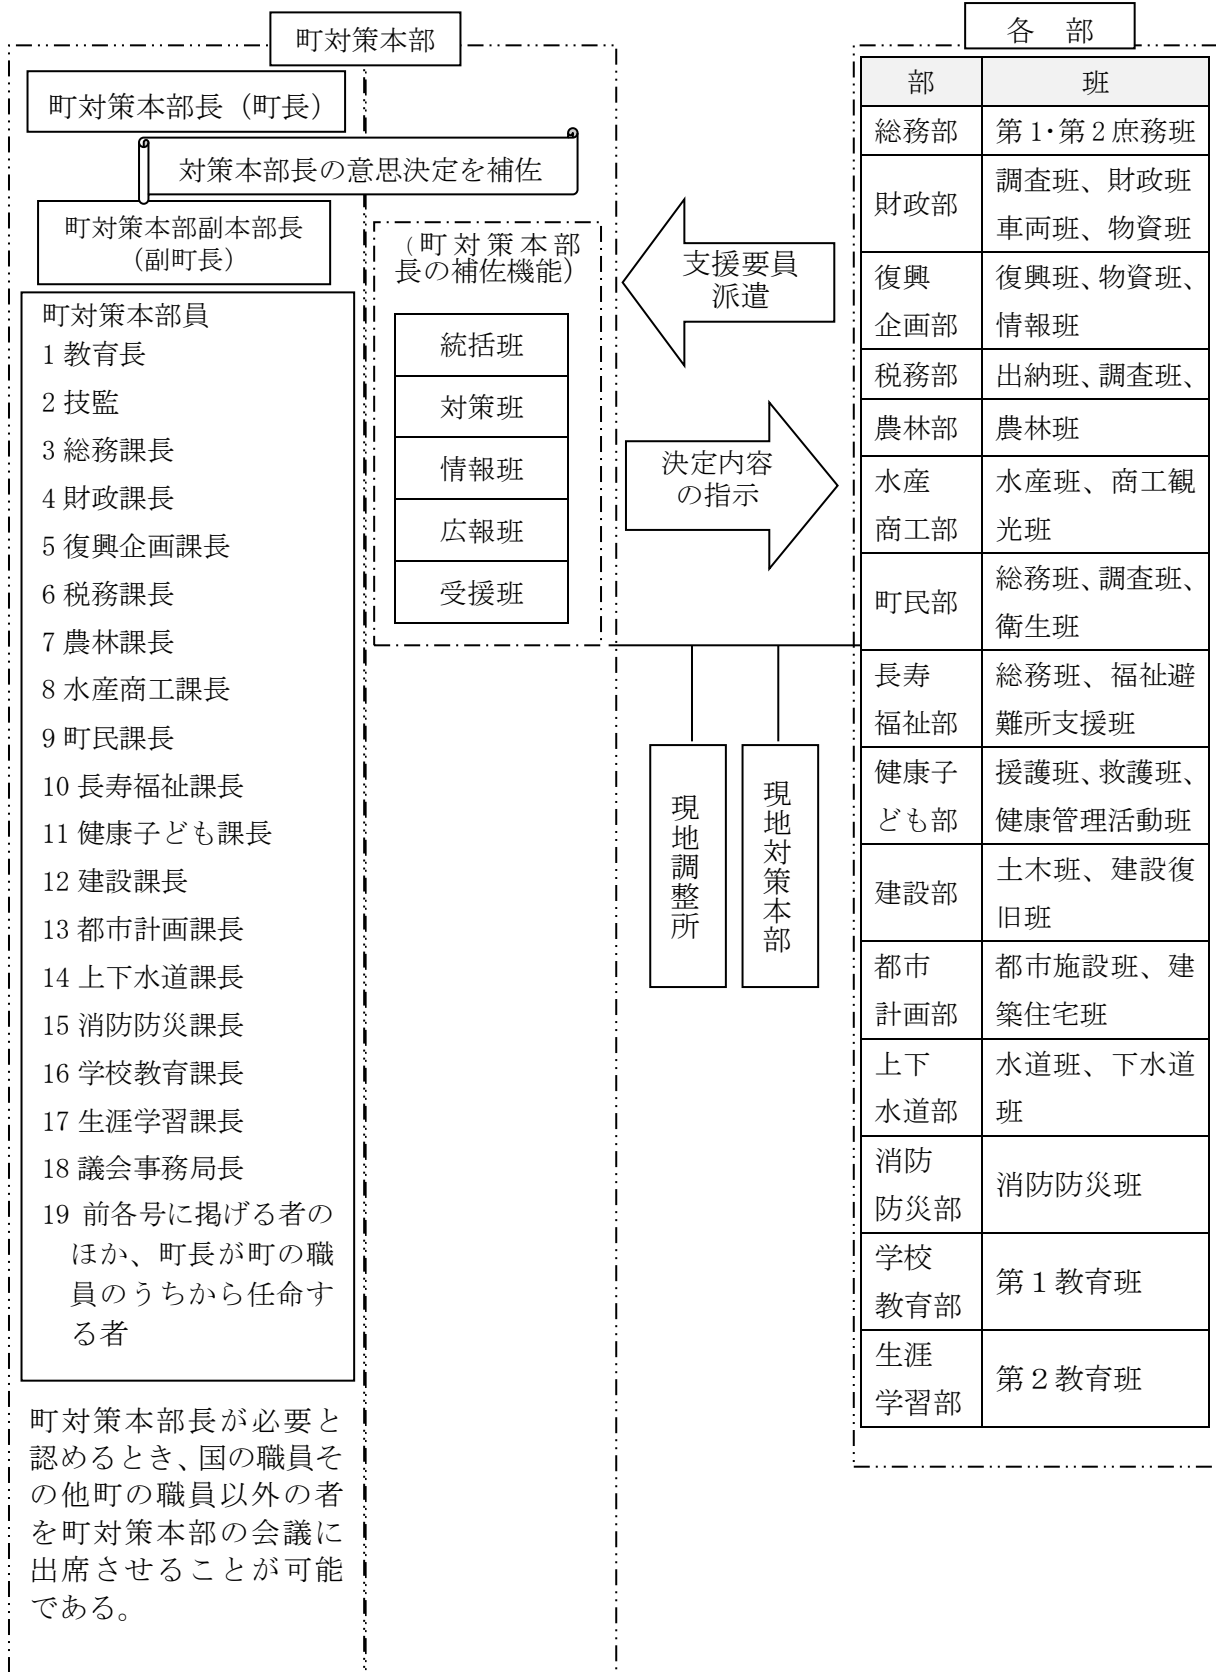 町対策本部
町対策本部長（町長）
対策本部長の意思決定を補佐
町対策本部副本部長
（副町長）
町対策本部員
1 教育長
2 技監
3 総務課長
4 財政課長
5 復興企画課長
6 税務課長
7 農林課長
8 水産商工課長
9 町民課長
10 長寿福祉課長
11 健康子ども課長
12 建設課長
13 都市計画課長
14 上下水道課長
15 消防防災課長
16 学校教育課長
17 生涯学習課長
18 議会事務局長
19 前各号に掲げる者の
ほか、町長が町の職
員のうちから任命す
る者
町対策本部長が必要と
認めるとき、国の職員そ
の他町の職員以外の者
を町対策本部の会議に
出席させることが可能
である。
（町対策本部
長の補佐機能）
統括班
対策班
情報班
広報班
受援班
支援要員
派遣
決定内容
の指示
現地調整所
現地対策本部
各　部
部 班
総務部 第1・第2庶務班
財政部 調査班、財政班
車両班、物資班
復興 復興班、物資班、
企画部 情報班
税務部 出納班、調査班、
農林部 農林班
水産 水産班、商工観
商工部 光班
町民部 総務班、調査班、
衛生班
長寿 総務班、福祉避
福祉部 難所支援班
健康子 援護班、救護班、
ども部 健康管理活動班
建設部 土木班、建設復
旧班
都市 都市施設班、建
計画部 築住宅班
上下 水道班、下水道
水道部 班
消防
防災部 消防防災班
学校
教育部 第１教育班
生涯
学習部 第２教育班